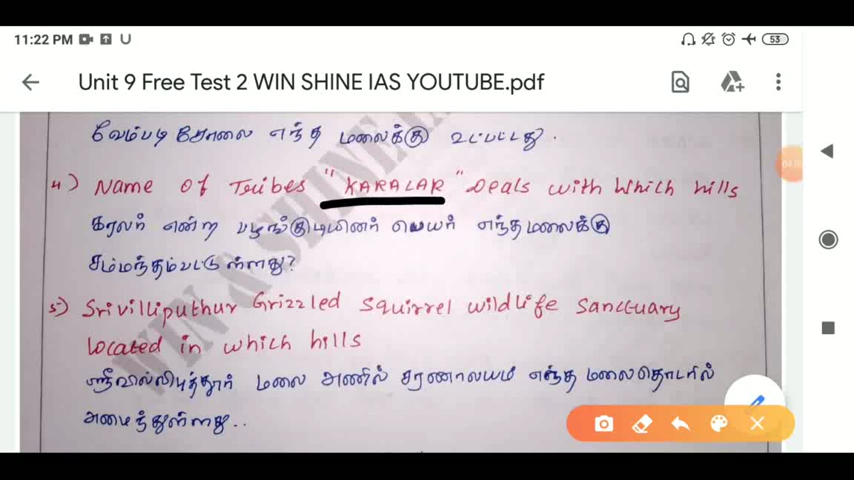 11:22 PM U 53
Unit 9 Free Test 2 WIN SHINE IAS YOUTUBE.pdf
வேம்படி சோலை எந்த மலைக்கு உட்பட்டது.
4) Name of Tribes "KARALAR" Deals with which hills
கரலர் என்ற பழங்குடியினர் பெயர் எந்த மலைக்கு
சம்மந்தம்பட்டுள்ளது?
5) Srivilliputhur Grizzled squirrel wildlife Sanctuary
Located in which hills
ஸ்ரீவில்லிபுத்தூர் மலை அணில் சரணாலயம் எந்த மலைதொடரில்
அமைந்துள்ளது..